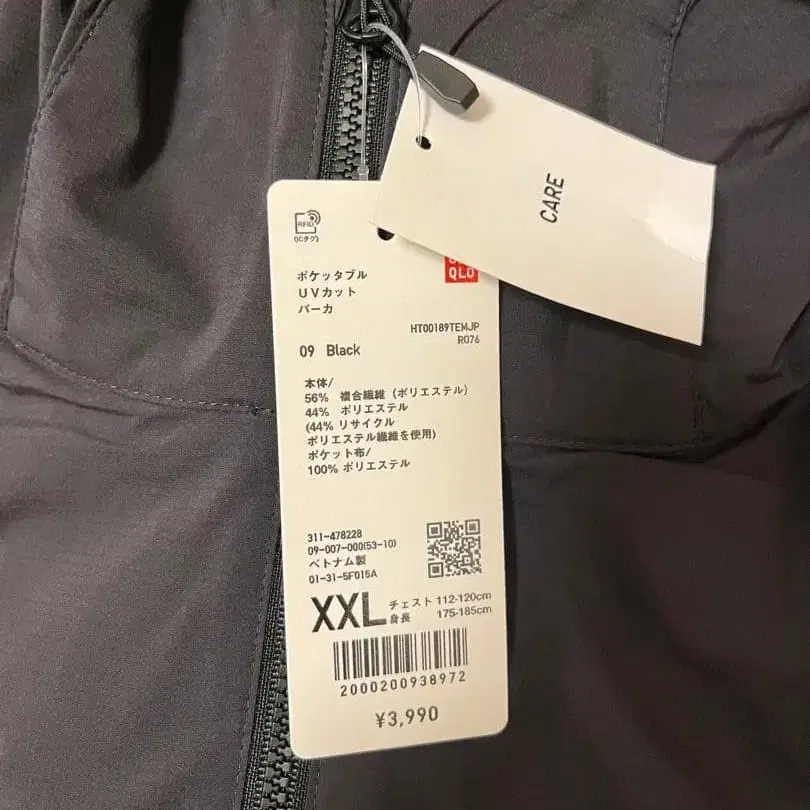 CARE
RFID
(ICタグ)
QLO
ポケッタブル
UVカット
パーカ
HT00189TEMJP
RG76
09 Black
本体/
56% 複合繊維 (ポリエステル)
44% ポリエステル
(44% リサイクル
ポリエステル繊維を使用)
ポケット布/
100% ポリエステル
311-478228
09-007-000(53-10)
ベトナム製
01-31-5F015A
XXL チェスト 112-120cm
身長 175-185cm
2000200938972
¥3,990